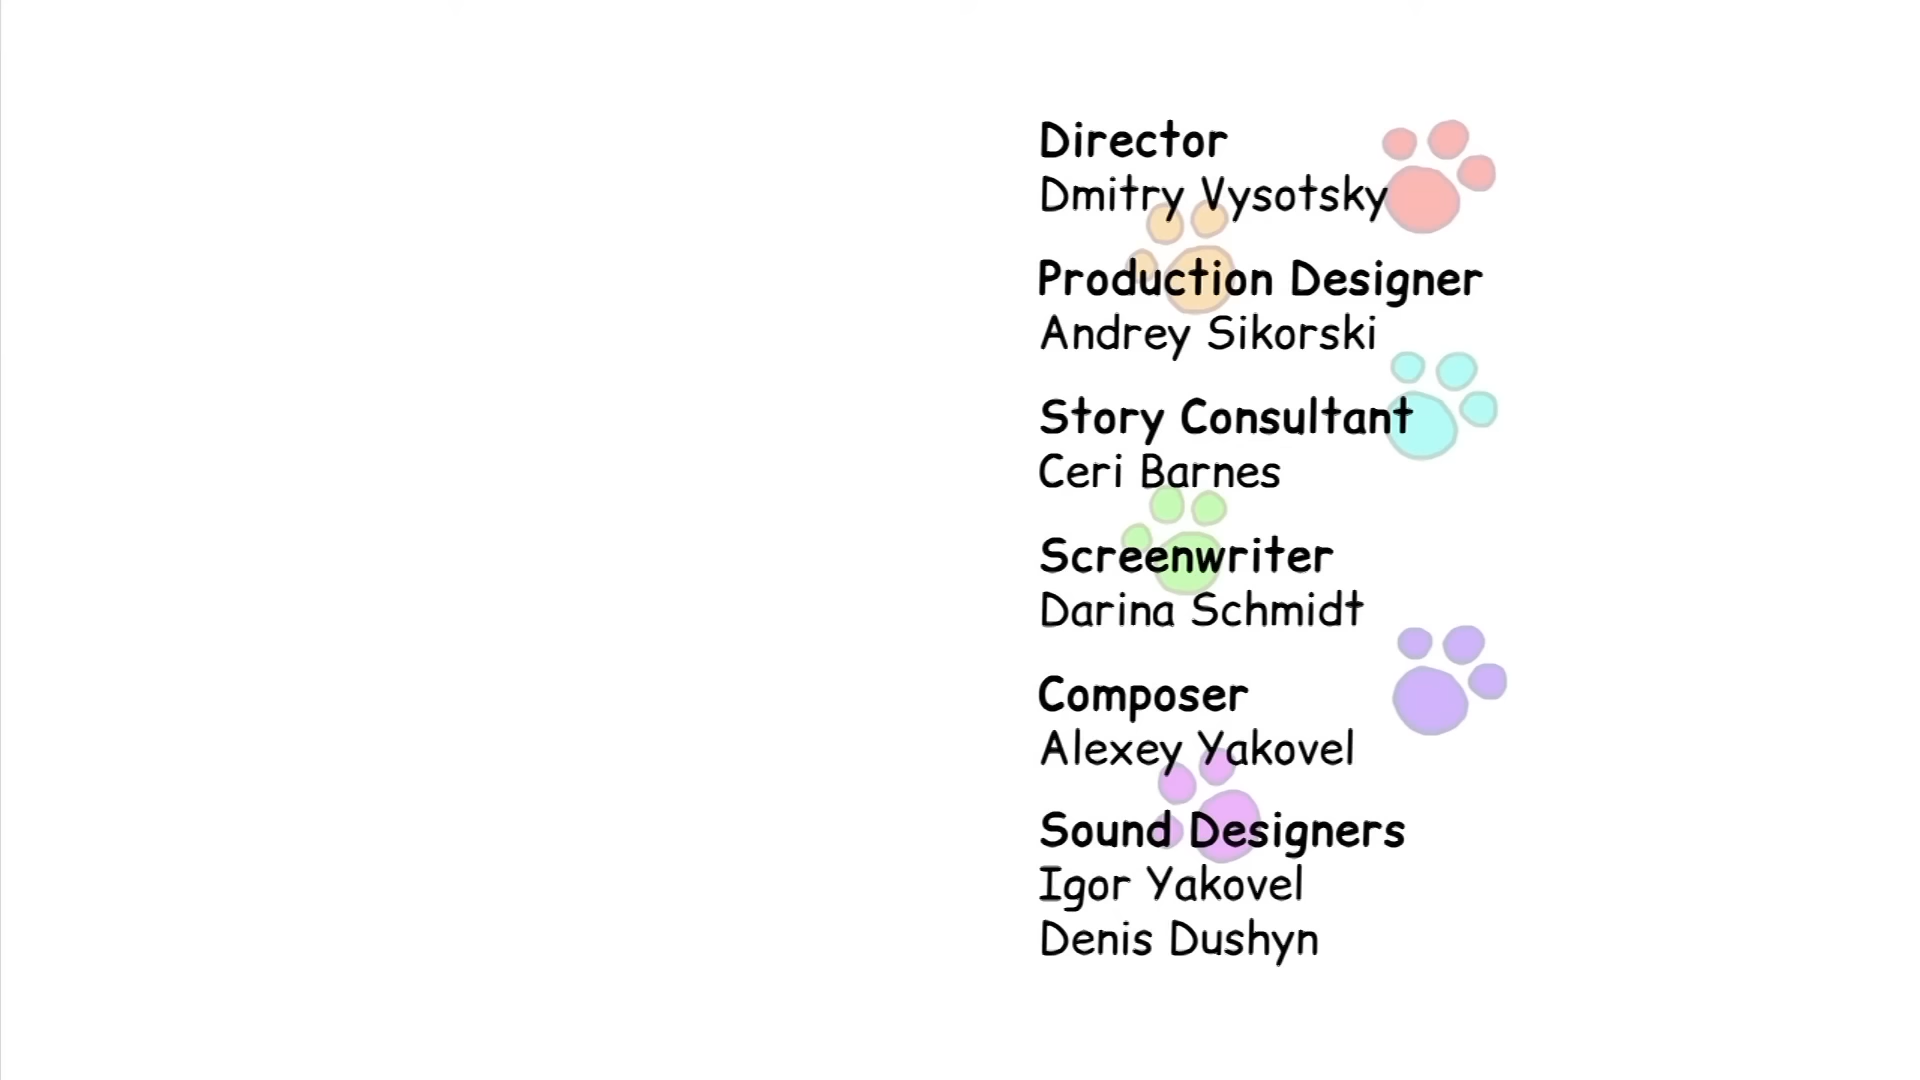 Director
Dmitry Vysotsky
Production Designer
Andrey Sikorski
Story Consultant
Ceri Barnes
Screenwriter
Darina Schmidt
Composer
Alexey Yakovel
Sound Designers
Igor Yakovel
Denis Dushyn